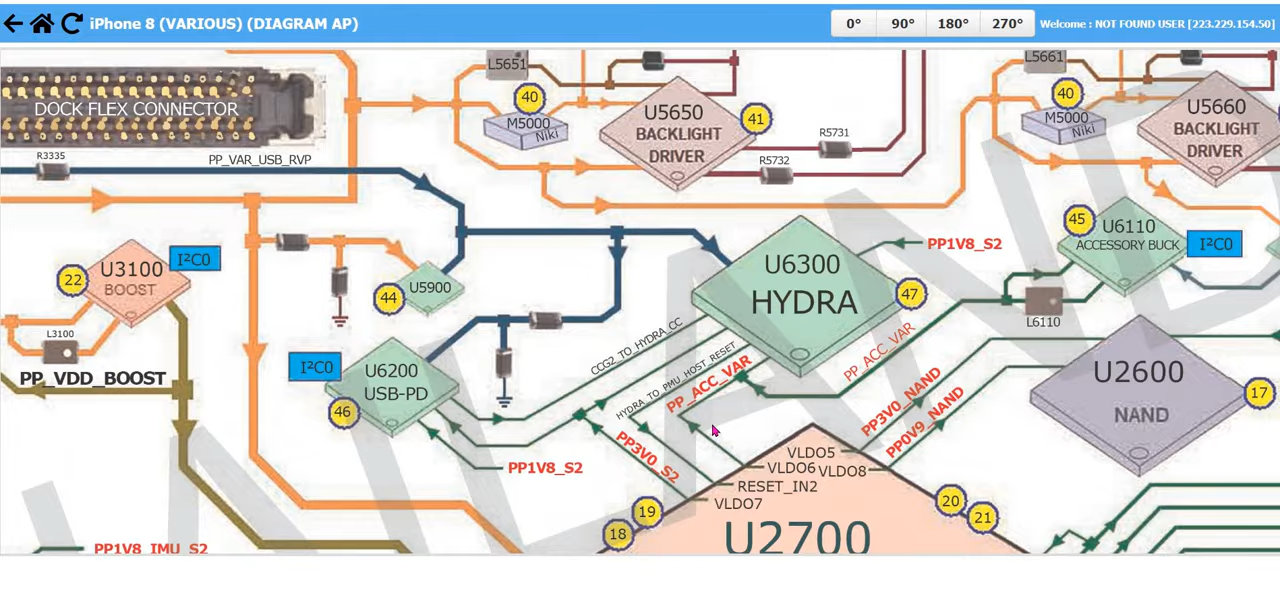 iPhone 8 (VARIOUS) (DIAGRAM AP)
0° 90° 180° 270°
Welcome : NOT FOUND USER [223.229.154.50]
DOCK FLEX CONNECTOR
L5651
40
M5000
Niki
U5650
BACKLIGHT
DRIVER
41
R5731
R5732
L5661
40
M5000
Niki
U5660
BACKLIGHT
DRIVER
R3335
PP_VAR_USB_RVP
45
U6110
ACCESSORY BUCK
I²C0
PP1V8_S2
U6300
HYDRA
47
L6110
22
U3100
BOOST
I²C0
44
U5900
L3100
PP_VDD_BOOST
I²C0
U6200
USB-PD
46
CCG2_TO_HYDRA_CC
HYDRA_TO_PMU_HOST_RESET
PP_ACC_VAR
PP_ACC_VAR
PP3V0_NAND
PP0V9_NAND
U2600
NAND
17
PP1V8_S2
PP3V0_S2
VLDO5
VLDO6
VLDO8
RESET_IN2
VLDO7
19
18
20
21
U2700
PP1V8_IMU_S2